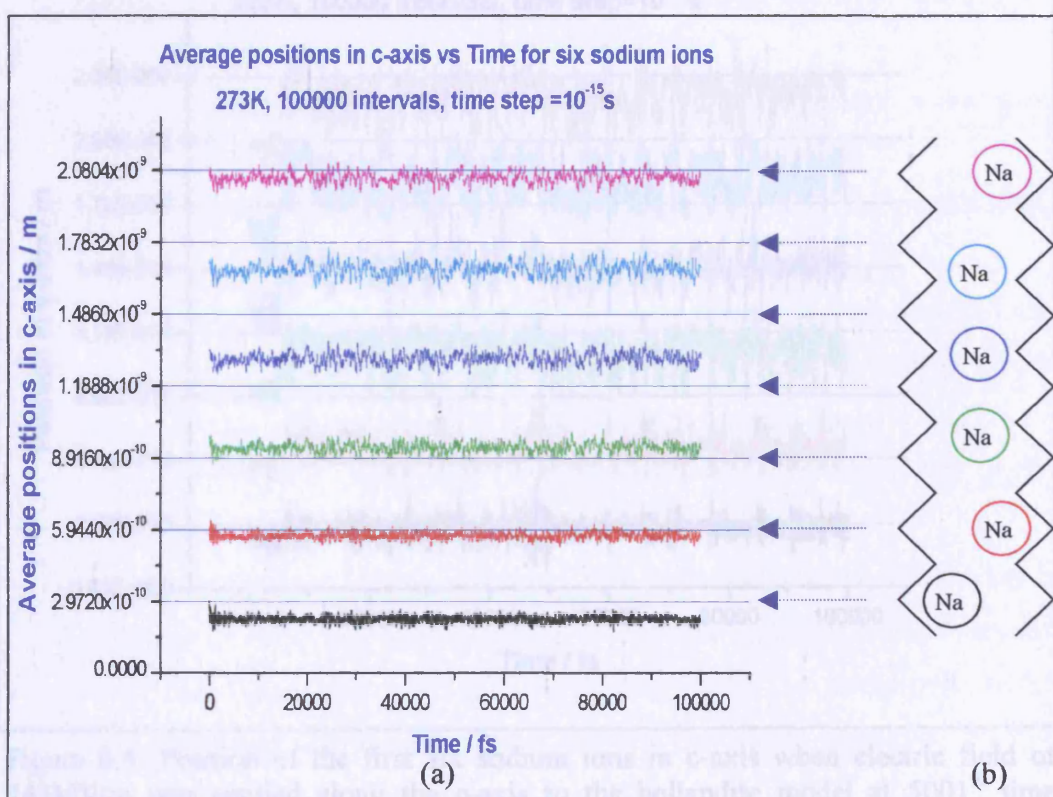 Average positions in c-axis vs Time for six sodium ions
273K, 100000 intervals, time step =10⁻¹⁵s
Average positions in c-axis / m
2.0804x10⁻⁹
1.7832x10⁻⁹
1.4860x10⁻⁹
1.1888x10⁻⁹
8.9160x10⁻¹⁰
5.9440x10⁻¹⁰
2.9720x10⁻¹⁰
0.0000
0 20000 40000 60000 80000 100000
Time / fs
(a)
Na
Na
Na
Na
Na
Na
(b)